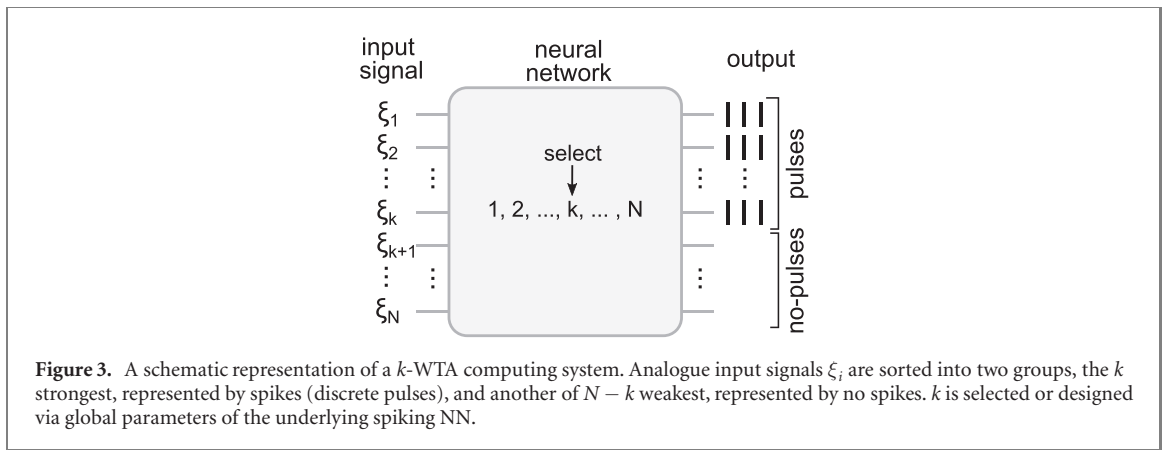 input signal
neural network
output
ξ1
ξ2
⋮ ⋮
ξk
ξk+1
⋮ ⋮
ξN
select
1, 2, ..., k, ... , N
⋮ ⋮
⋮
pulses
no-pulses
Figure 3. A schematic representation of a k-WTA computing system. Analogue input signals ξi are sorted into two groups, the k
strongest, represented by spikes (discrete pulses), and another of N − k weakest, represented by no spikes. k is selected or designed
via global parameters of the underlying spiking NN.